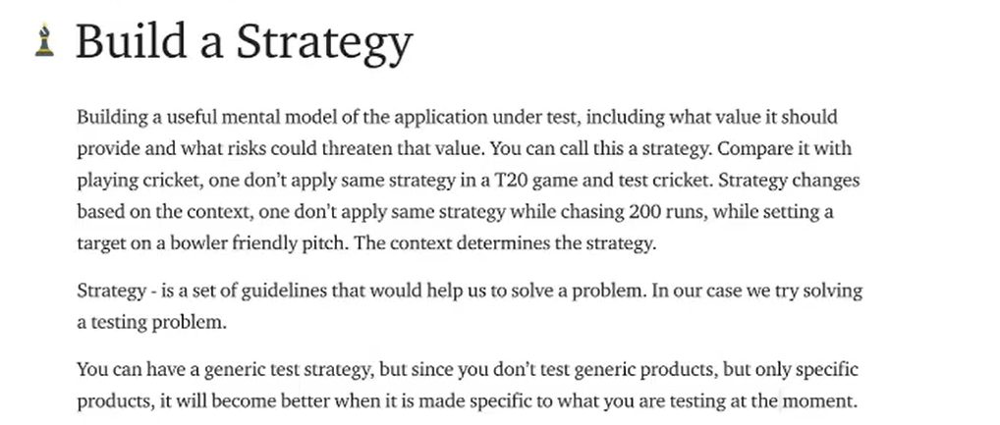 Build a Strategy
Building a useful mental model of the application under test, including what value it should
provide and what risks could threaten that value. You can call this a strategy. Compare it with
playing cricket, one don't apply same strategy in a T20 game and test cricket. Strategy changes
based on the context, one don't apply same strategy while chasing 200 runs, while setting a
target on a bowler friendly pitch. The context determines the strategy.
Strategy - is a set of guidelines that would help us to solve a problem. In our case we try solving
a testing problem.
You can have a generic test strategy, but since you don't test generic products, but only specific
products, it will become better when it is made specific to what you are testing at the moment.